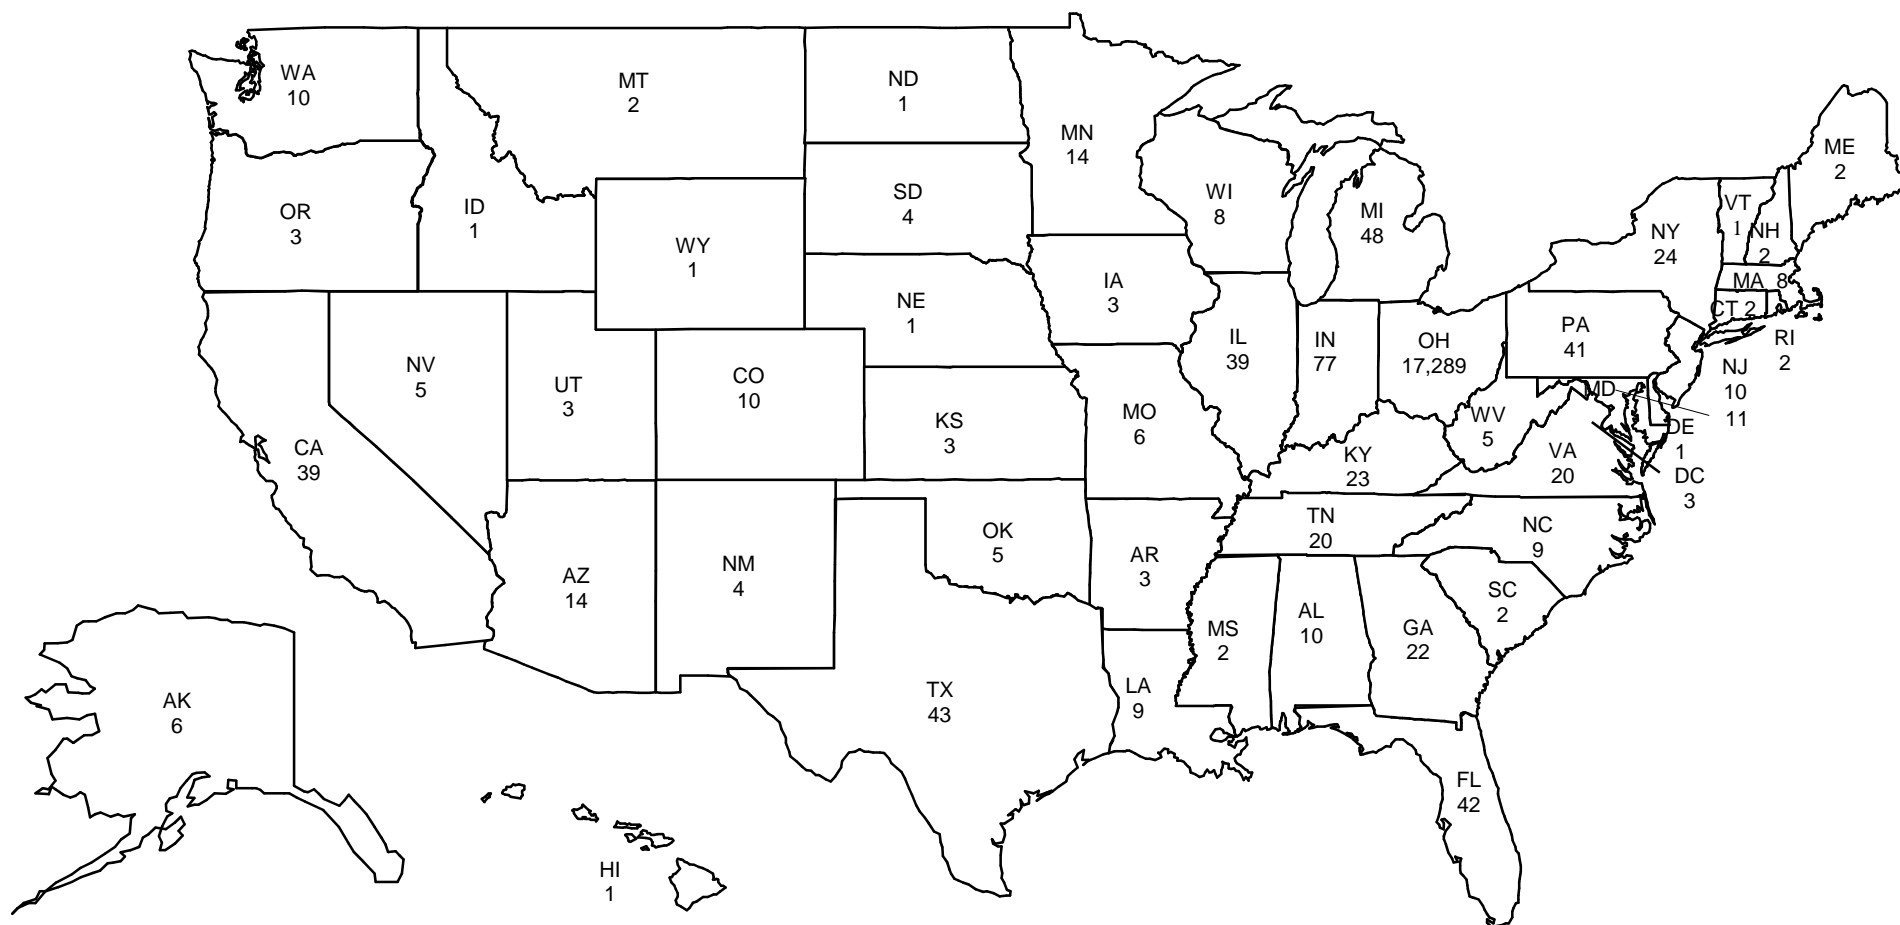 WA
10
MT
2
ND
1
MN
14
ME
2
OR
3
ID
1
WY
1
SD
4
WI
8
MI
48
NY
24
VT
1
NH
2
MA 8
CT 2
RI
2
NE
1
IA
3
IL
39
IN
77
OH
17,289
PA
41
NJ
10
MD
11
DE
1
DC
3
NV
5
UT
3
CO
10
KS
3
MO
6
KY
23
WV
5
VA
20
CA
39
AZ
14
NM
4
OK
5
AR
3
TN
20
NC
9
SC
2
MS
2
AL
10
GA
22
TX
43
LA
9
FL
42
AK
6
HI
1